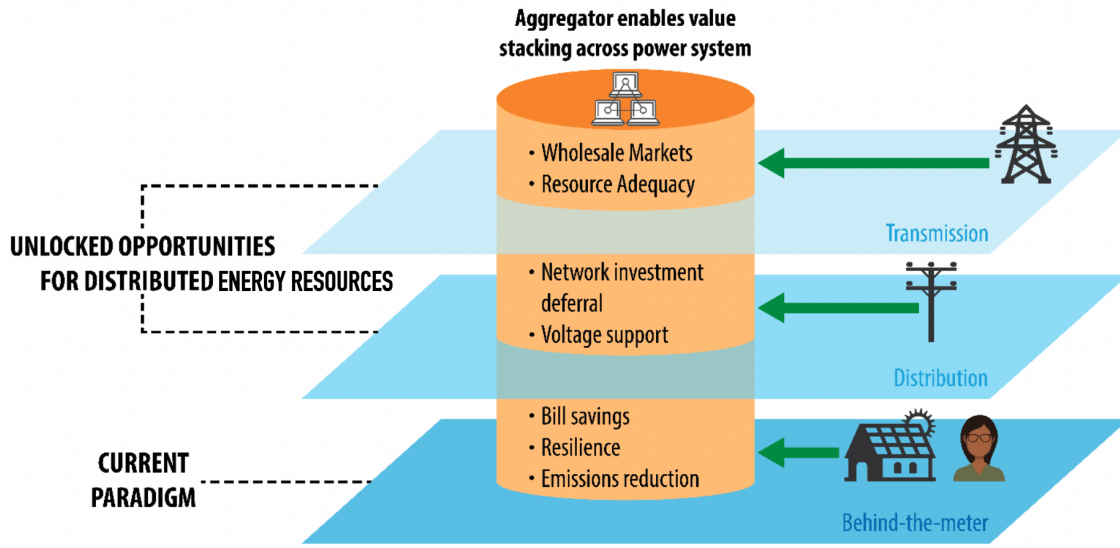 Aggregator enables value
stacking across power system
• Wholesale Markets
• Resource Adequacy
Transmission
UNLOCKED OPPORTUNITIES
FOR DISTRIBUTED ENERGY RESOURCES
• Network investment
deferral
• Voltage support
Distribution
• Bill savings
• Resilience
• Emissions reduction
CURRENT
PARADIGM
Behind-the-meter